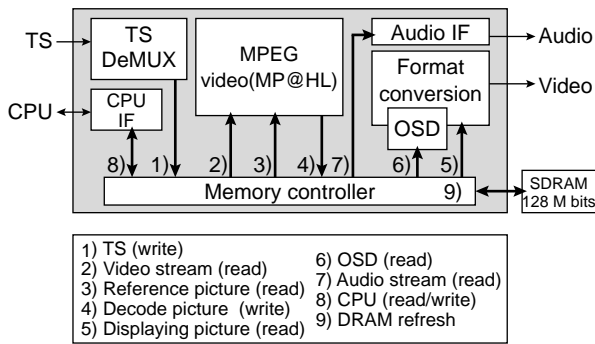 TS
TS
DeMUX
MPEG
video(MP@HL)
Audio IF
Audio
Format
conversion
Video
CPU
CPU
IF
OSD
8) 1) 2) 3) 4) 7) 6) 5)
Memory controller 9)
SDRAM
128 M bits
1) TS (write)
2) Video stream (read)
3) Reference picture (read)
4) Decode picture (write)
5) Displaying picture (read)
6) OSD (read)
7) Audio stream (read)
8) CPU (read/write)
9) DRAM refresh